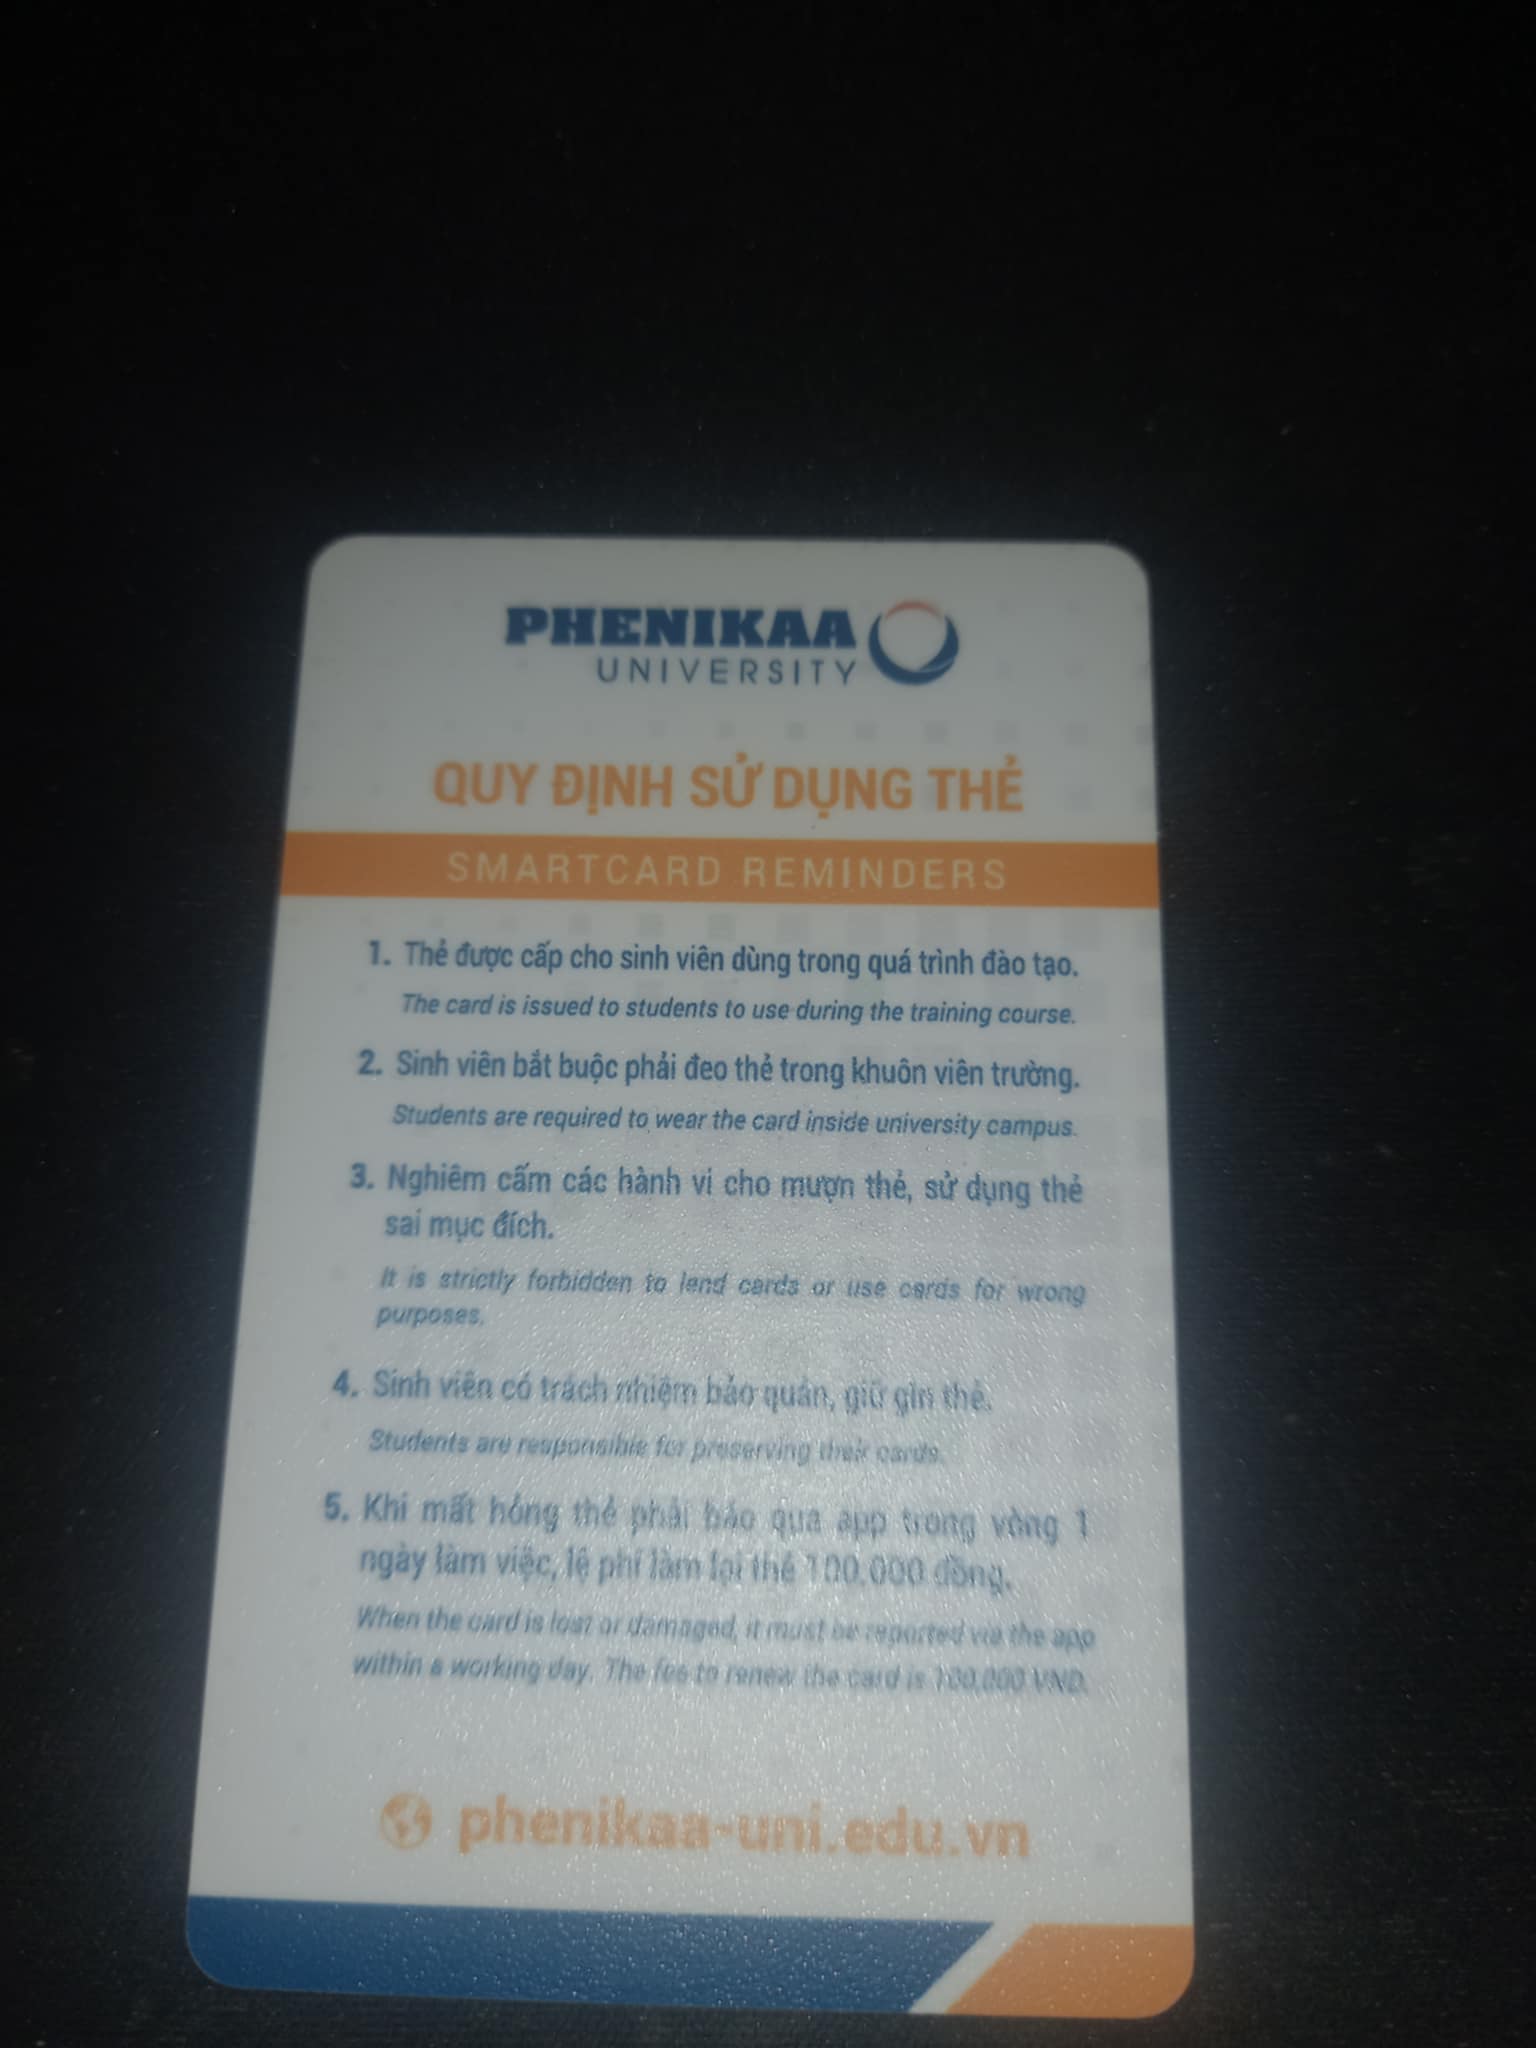 PHENIKAA
UNIVERSITY
QUY ĐỊNH SỬ DỤNG THẺ
SMARTCARD REMINDERS
1. Thẻ được cấp cho sinh viên dùng trong quá trình đào tạo.
The card is issued to students to use during the training course.
2. Sinh viên bắt buộc phải đeo thẻ trong khuôn viên trường.
Students are required to wear the card inside university campus.
3. Nghiêm cấm các hành vi cho mượn thẻ, sử dụng thẻ
sai mục đích.
It is strictly forbidden to lend cards or use cards for wrong
purposes.
4. Sinh viên có trách nhiệm bảo quản, giữ gìn thẻ.
Students are responsible for preserving their cards.
5. Khi mất hỏng thẻ phải báo qua app trong vòng 1
ngày làm việc, lệ phí làm lại thẻ 100.000 đồng.
When the card is lost or damaged, it must be reported via the app
within a working day. The fee to renew the card is 100,000 VND.
phenikaa-uni.edu.vn